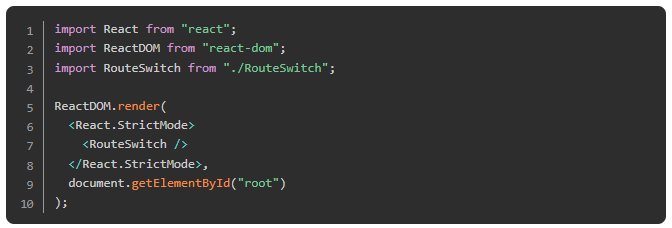 1 import React from "react";
2 import ReactDOM from "react-dom";
3 import RouteSwitch from "./RouteSwitch";
4
5 ReactDOM.render(
6   <React.StrictMode>
7     <RouteSwitch />
8   </React.StrictMode>,
9   document.getElementById("root")
10 );